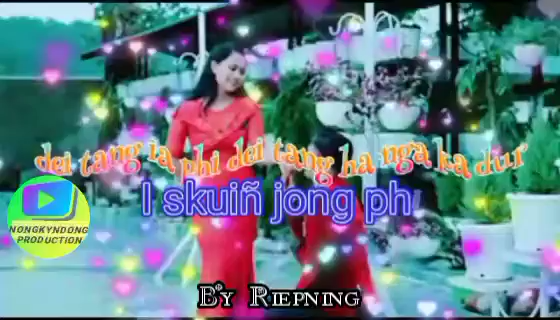 dei tang ia phi dei tang ha nga ka dur
I skuiñ jong ph
NONGKYNDONG
PRODUCTION
By Riepning